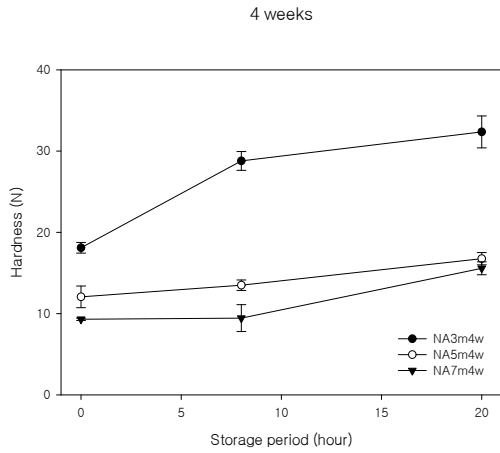 4 weeks
40
30
20
10
0
Hardness (N)
NA3m4w
NA5m4w
NA7m4w
0 5 10 15 20
Storage period (hour)